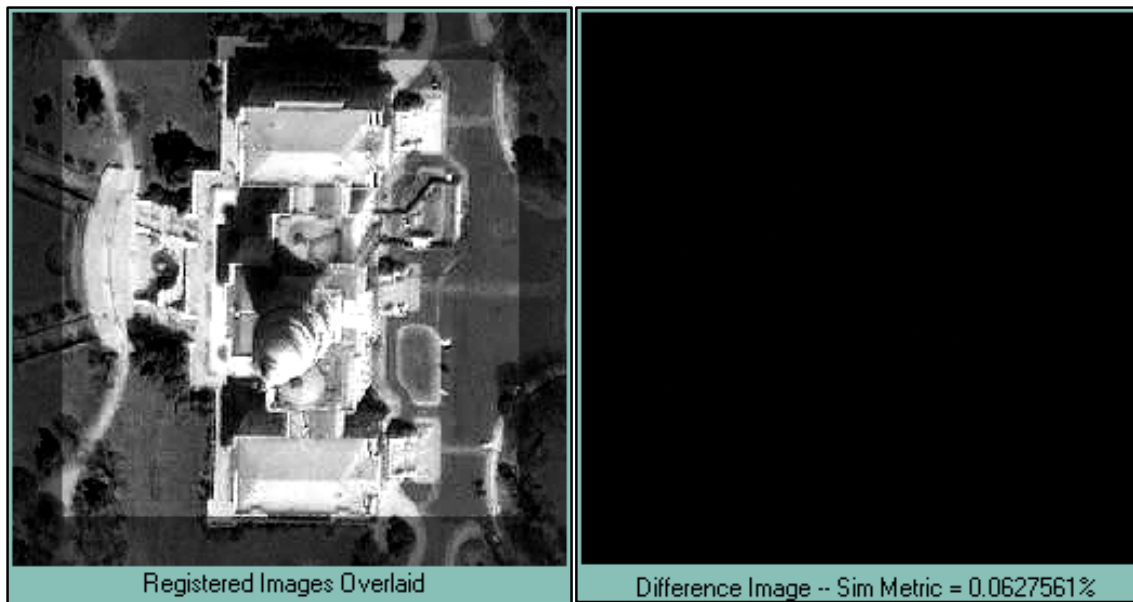 Registered Images Overlaid
Difference Image -- Sim Metric = 0.0627561%